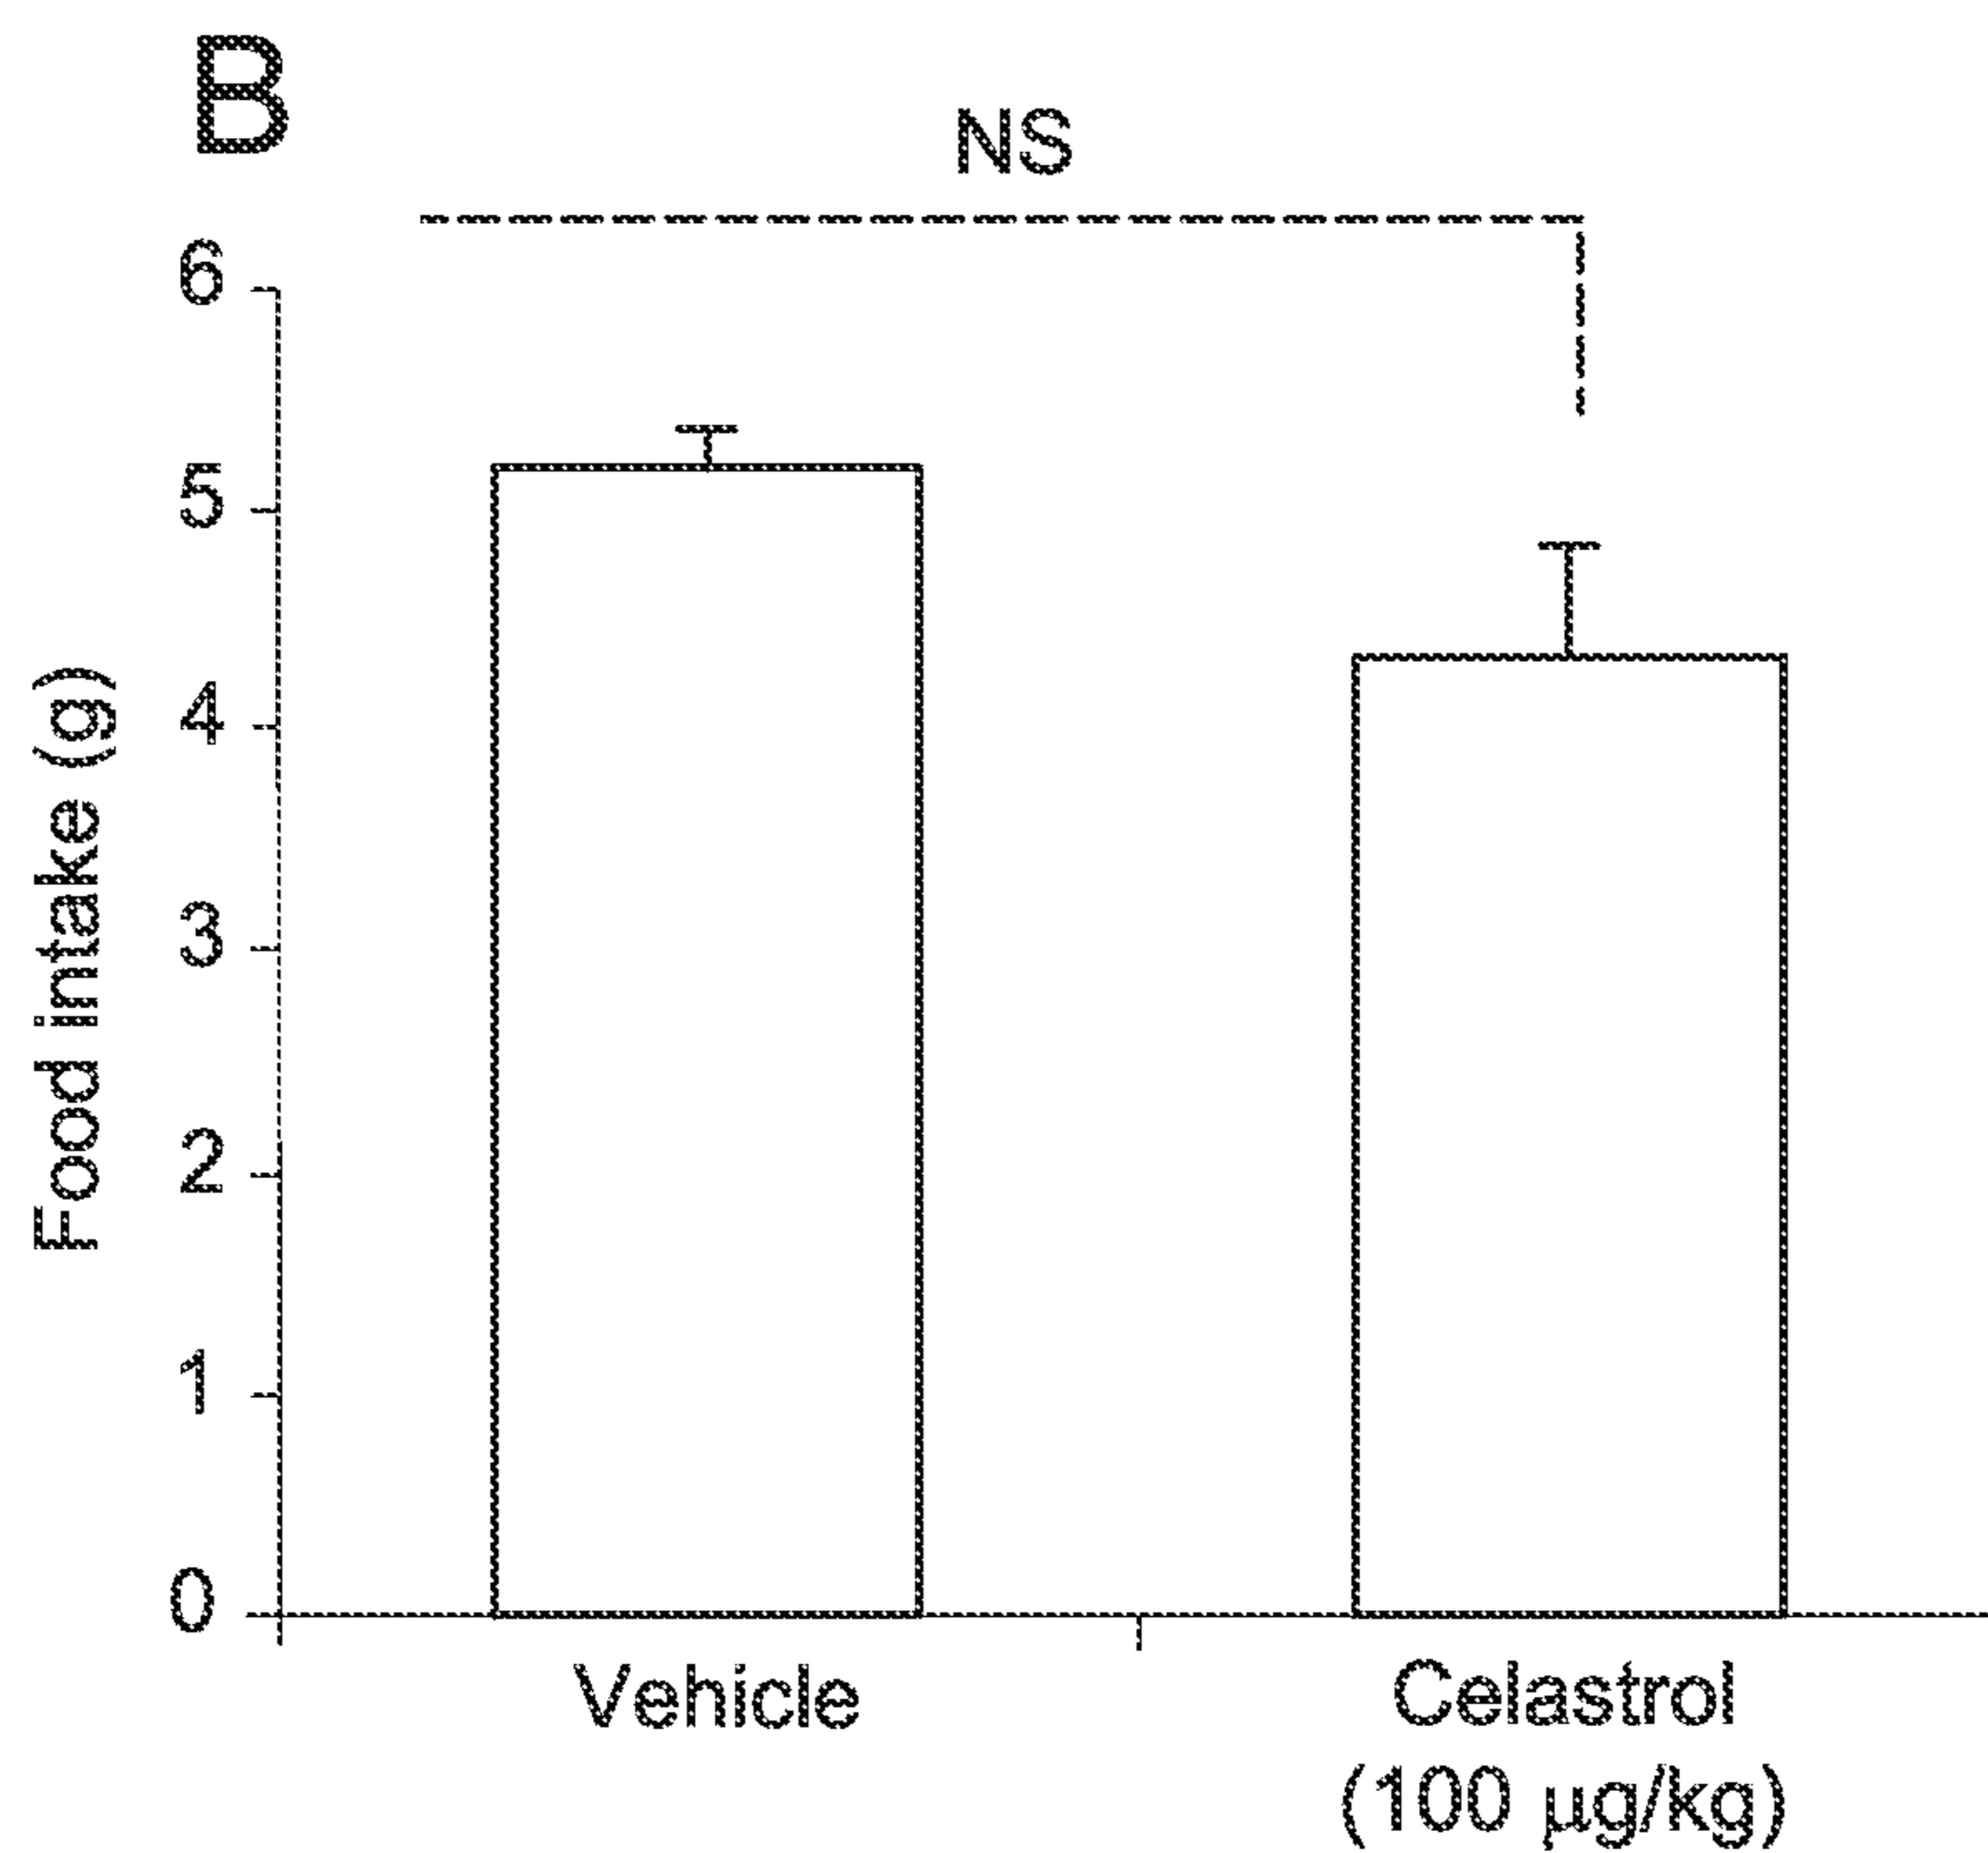 B
NS
6
5
4
3
2
1
0
Food intake (g)
Vehicle
Celastrol
(100 µg/kg)